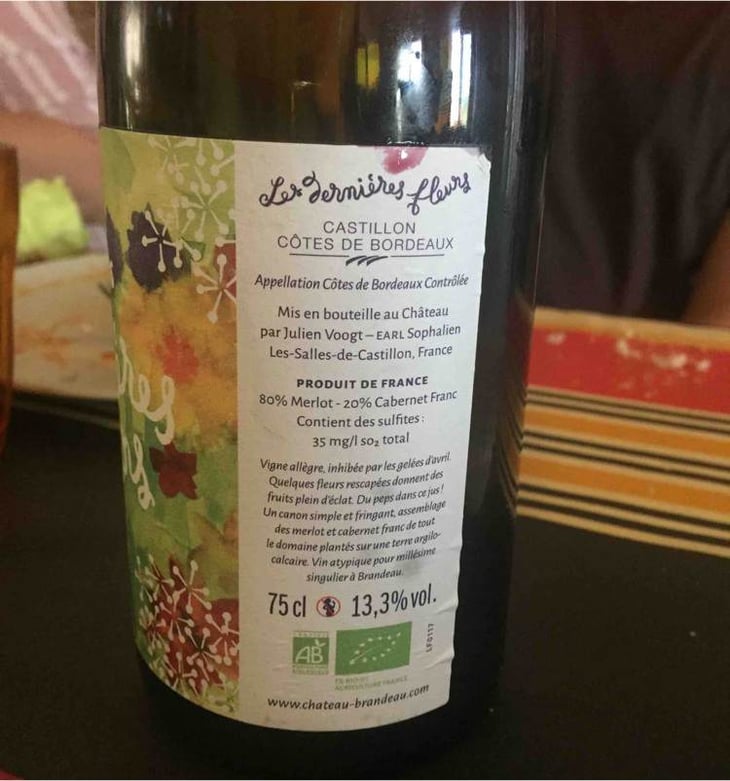 Les dernières fleurs
CASTILLON
CÔTES DE BORDEAUX
Appellation Côtes de Bordeaux Contrôlée
Mis en bouteille au Château
par Julien Voogt – EARL Sophalien
Les-Salles-de-Castillon, France
PRODUIT DE FRANCE
80% Merlot - 20% Cabernet Franc
Contient des sulfites :
35 mg/l so₂ total
Vigne allègre, inhibée par les gelées d'avril.
Quelques fleurs rescapées donnent des
fruits plein d'éclat. Du peps dans ce jus !
Un canon simple et fringant, assemblage
des merlot et cabernet franc de tout
le domaine plantés sur une terre argilo-
calcaire. Vin atypique pour millésime
singulier à Brandeau.
75 cl 13,3% vol.
AB
AGRICULTURE FRANCE
LF0117
www.chateau-brandeau.com